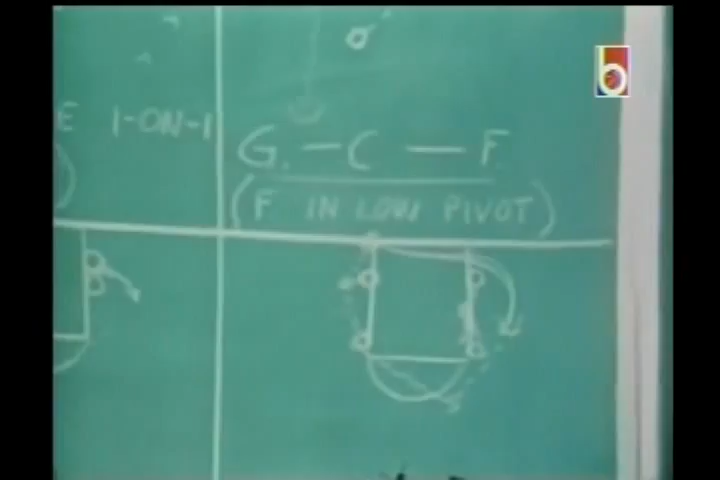 E 1-ON-1
G. - C - F
(F IN LOW PIVOT)
b